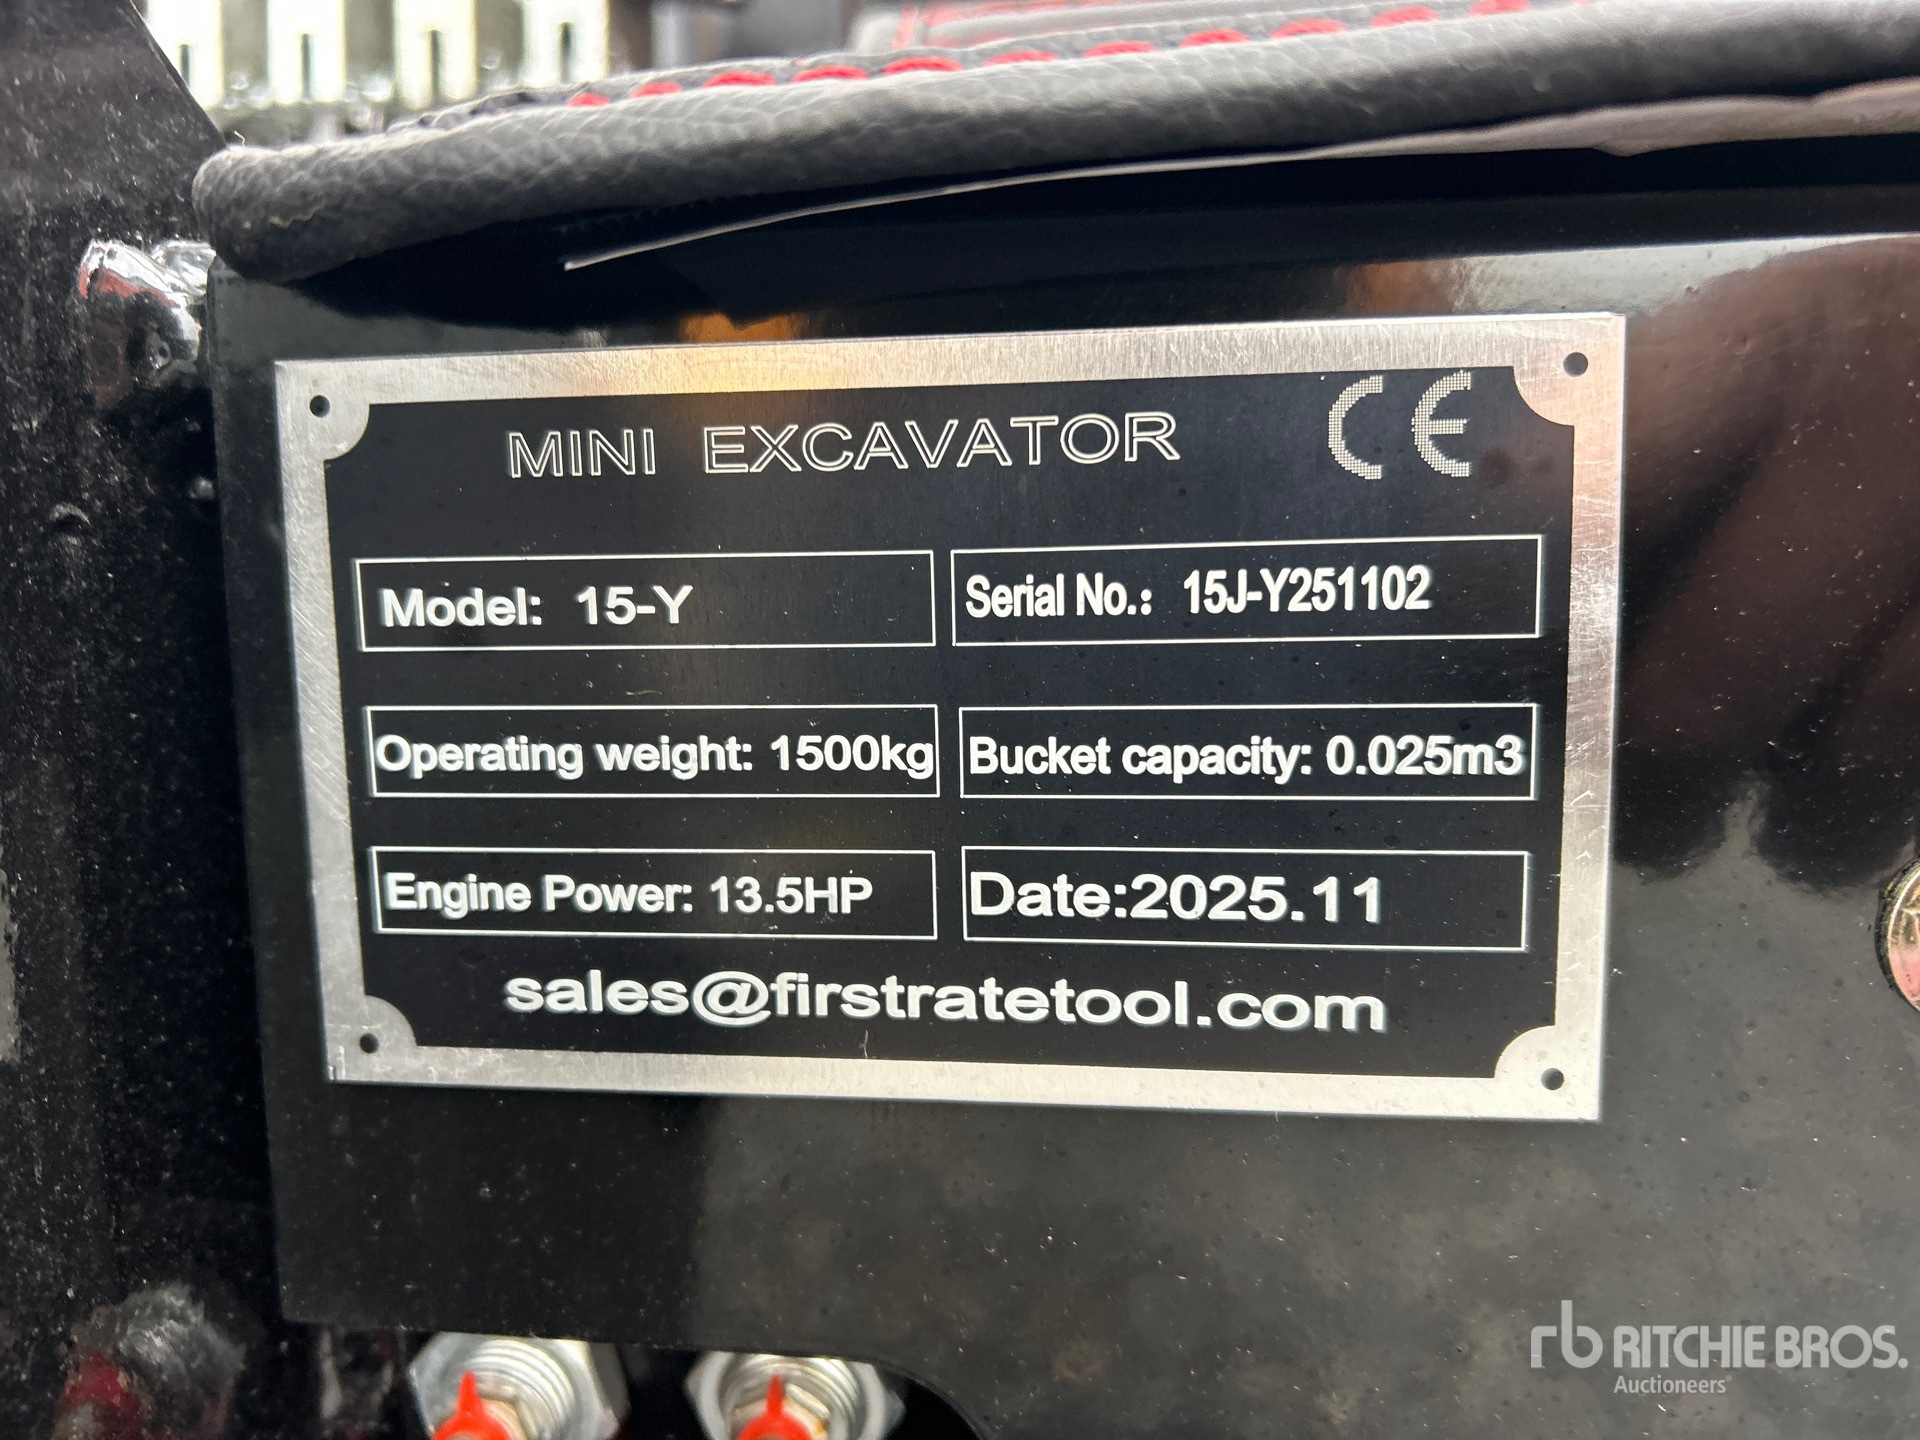 MINI EXCAVATOR CE
Model: 15-Y
Serial No.: 15J-Y251102
Operating weight: 1500kg
Bucket capacity: 0.025m3
Engine Power: 13.5HP
Date:2025.11
sales@firstratetool.com
rb RITCHIE BROS.
Auctioneers